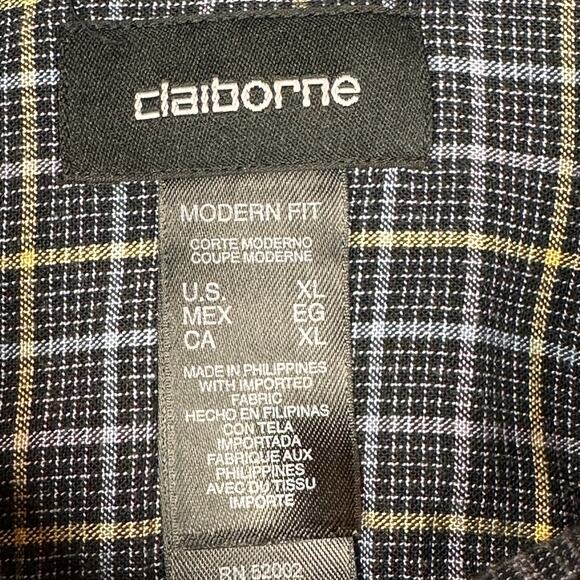 claiborne
MODERN FIT
CORTE MODERNO
COUPE MODERNE
U.S. XL
MEX EG
CA XL
MADE IN PHILIPPINES
WITH IMPORTED
FABRIC
HECHO EN FILIPINAS
CON TELA
IMPORTADA
FABRIQUE AUX
PHILIPPINES
AVEC DU TISSU
IMPORTE
RN 52002